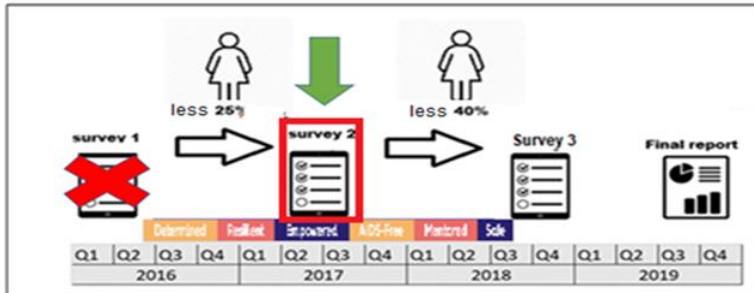 less 25%
less 40%
survey 1
survey 2
Survey 3
Final report
Determined Resilient Empowered AIDS-Free Mentored Safe
Q1 Q2 Q3 Q4 Q1 Q2 Q3 Q4 Q1 Q2 Q3 Q4 Q1 Q2 Q3 Q4
2016 2017 2018 2019